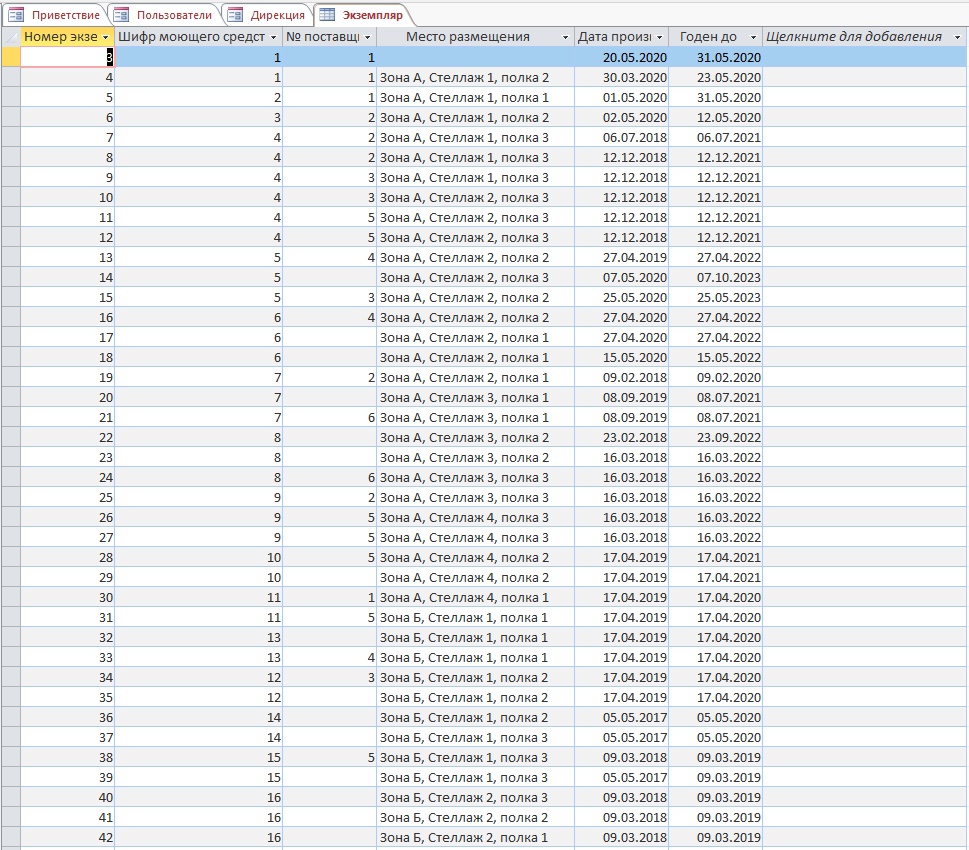 Приветствие Пользователи Дирекция Экземпляр
Номер экзе Шифр моющего средст № поставщи Место размещения Дата произв Годен до Щелкните для добавления
3 1 1 20.05.2020 31.05.2020
4 1 1 Зона А, Стеллаж 1, полка 2 30.03.2020 23.05.2020
5 2 1 Зона А, Стеллаж 1, полка 1 01.05.2020 31.05.2020
6 3 2 Зона А, Стеллаж 1, полка 2 02.05.2020 12.05.2020
7 4 2 Зона А, Стеллаж 1, полка 3 06.07.2018 06.07.2021
8 4 2 Зона А, Стеллаж 1, полка 3 12.12.2018 12.12.2021
9 4 3 Зона А, Стеллаж 1, полка 3 12.12.2018 12.12.2021
10 4 3 Зона А, Стеллаж 2, полка 3 12.12.2018 12.12.2021
11 4 5 Зона А, Стеллаж 2, полка 3 12.12.2018 12.12.2021
12 4 5 Зона А, Стеллаж 2, полка 3 12.12.2018 12.12.2021
13 5 4 Зона А, Стеллаж 2, полка 2 27.04.2019 27.04.2022
14 5 Зона А, Стеллаж 2, полка 3 07.05.2020 07.10.2023
15 5 3 Зона А, Стеллаж 2, полка 2 25.05.2020 25.05.2023
16 6 4 Зона А, Стеллаж 2, полка 2 27.04.2020 27.04.2022
17 6 Зона А, Стеллаж 2, полка 1 27.04.2020 27.04.2022
18 6 Зона А, Стеллаж 2, полка 1 15.05.2020 15.05.2022
19 7 2 Зона А, Стеллаж 2, полка 1 09.02.2018 09.02.2020
20 7 Зона А, Стеллаж 3, полка 1 08.09.2019 08.07.2021
21 7 6 Зона А, Стеллаж 3, полка 1 08.09.2019 08.07.2021
22 8 Зона А, Стеллаж 3, полка 2 23.02.2018 23.09.2022
23 8 Зона А, Стеллаж 3, полка 2 16.03.2018 16.03.2022
24 8 6 Зона А, Стеллаж 3, полка 3 16.03.2018 16.03.2022
25 9 2 Зона А, Стеллаж 3, полка 3 16.03.2018 16.03.2022
26 9 5 Зона А, Стеллаж 4, полка 3 16.03.2018 16.03.2022
27 9 5 Зона А, Стеллаж 4, полка 3 16.03.2018 16.03.2022
28 10 5 Зона А, Стеллаж 4, полка 2 17.04.2019 17.04.2021
29 10 Зона А, Стеллаж 4, полка 2 17.04.2019 17.04.2021
30 11 1 Зона А, Стеллаж 4, полка 1 17.04.2019 17.04.2020
31 11 5 Зона Б, Стеллаж 1, полка 1 17.04.2019 17.04.2020
32 13 Зона Б, Стеллаж 1, полка 1 17.04.2019 17.04.2020
33 13 4 Зона Б, Стеллаж 1, полка 1 17.04.2019 17.04.2020
34 12 3 Зона Б, Стеллаж 1, полка 2 17.04.2019 17.04.2020
35 12 Зона Б, Стеллаж 1, полка 2 17.04.2019 17.04.2020
36 14 Зона Б, Стеллаж 1, полка 2 05.05.2017 05.05.2020
37 14 Зона Б, Стеллаж 1, полка 3 05.05.2017 05.05.2020
38 15 5 Зона Б, Стеллаж 1, полка 3 09.03.2018 09.03.2019
39 15 Зона Б, Стеллаж 1, полка 3 05.05.2017 09.03.2019
40 16 Зона Б, Стеллаж 2, полка 3 09.03.2018 09.03.2019
41 16 Зона Б, Стеллаж 2, полка 2 09.03.2018 09.03.2019
42 16 Зона Б, Стеллаж 2, полка 1 09.03.2018 09.03.2019